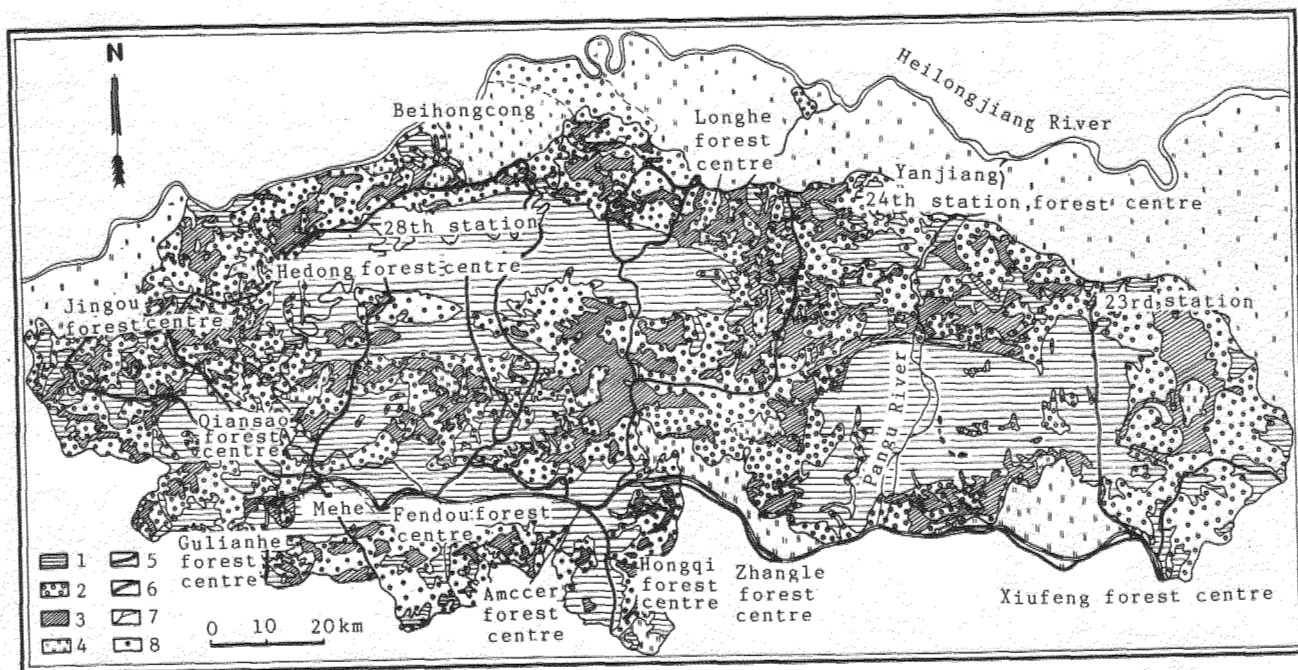 N
Heilongjiang River
Beihongcong
Longhe
forest
centre
Yanjiang
24th station, forest centre
28th station
Hedong forest centre
Jingou
forest centre
23rd station
Pangu River
Qiansao
forest
centre
Mehe
Fendou forest
centre
Gulianhe
forest
centre
Amccer
forest
centre
Hongqi
forest
centre
Zhangle
forest
centre
Xiufeng forest centre
1 5
2 6
3 7
4 8
0 10 20 km